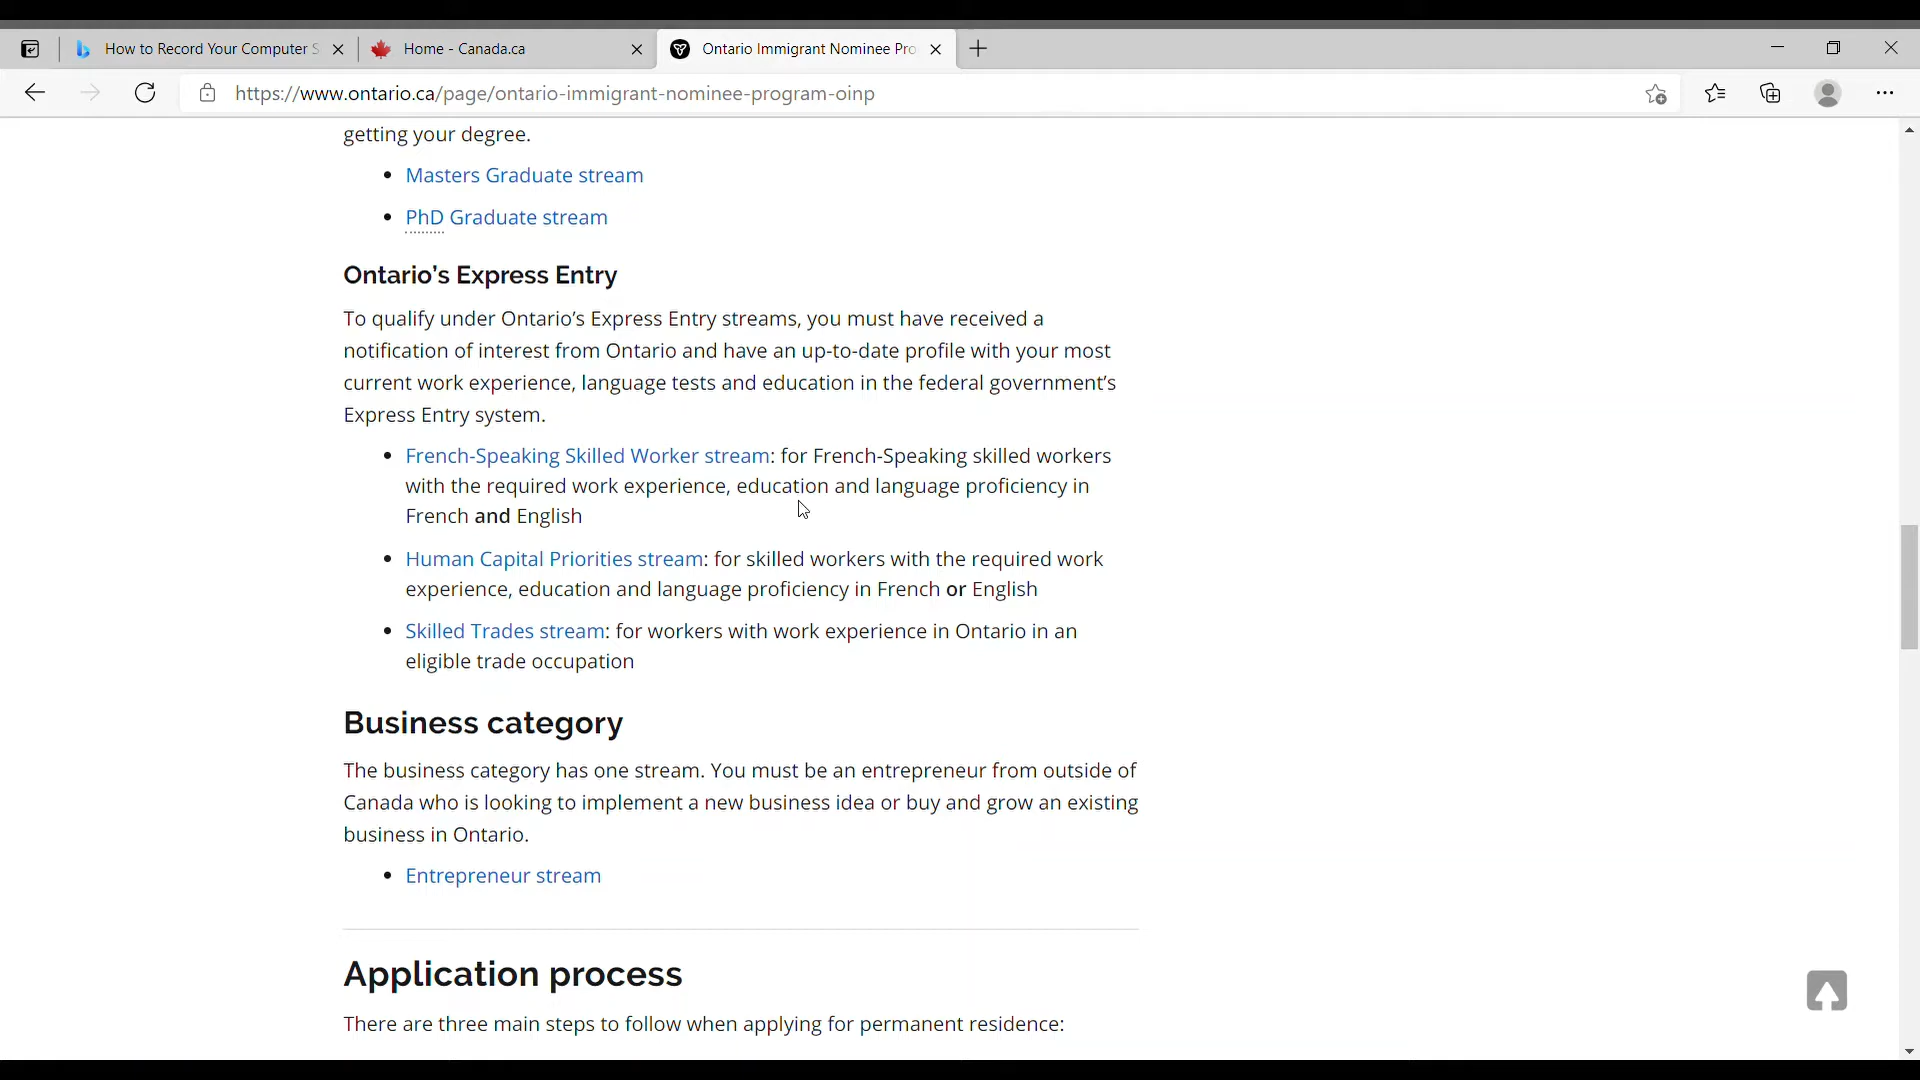 How to Record Your Computer S
Home - Canada.ca
Ontario Immigrant Nominee Pro
https://www.ontario.ca/page/ontario-immigrant-nominee-program-oinp
getting your degree.
• Masters Graduate stream
• PhD Graduate stream
Ontario’s Express Entry
To qualify under Ontario’s Express Entry streams, you must have received a
notification of interest from Ontario and have an up-to-date profile with your most
current work experience, language tests and education in the federal government’s
Express Entry system.
• French-Speaking Skilled Worker stream: for French-Speaking skilled workers
with the required work experience, education and language proficiency in
French and English
• Human Capital Priorities stream: for skilled workers with the required work
experience, education and language proficiency in French or English
• Skilled Trades stream: for workers with work experience in Ontario in an
eligible trade occupation
Business category
The business category has one stream. You must be an entrepreneur from outside of
Canada who is looking to implement a new business idea or buy and grow an existing
business in Ontario.
• Entrepreneur stream
Application process
There are three main steps to follow when applying for permanent residence: